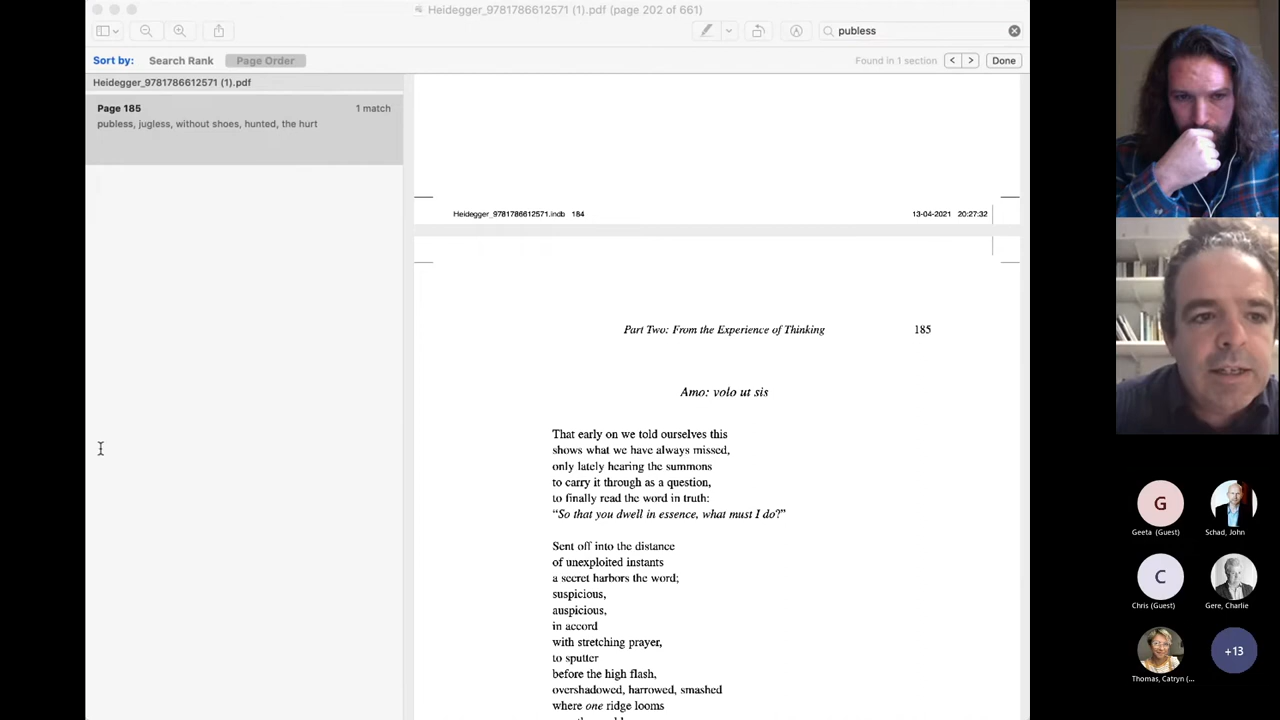 Heidegger_9781786612571 (1).pdf (page 202 of 661)
publess
Sort by:
Search Rank
Page Order
Found in 1 section
Done
Heidegger_9781786612571 (1).pdf
Page 185
1 match
publess, jugless, without shoes, hunted, the hurt
Heidegger_9781786612571.indb 184
13-04-2021 20:27:32
Part Two: From the Experience of Thinking
185
Amo: volo ut sis
That early on we told ourselves this
shows what we have always missed,
only lately hearing the summons
to carry it through as a question,
to finally read the word in truth:
“So that you dwell in essence, what must I do?”
Sent off into the distance
of unexploited instants
a secret harbors the word;
suspicious,
auspicious,
in accord
with stretching prayer,
to sputter
before the high flash,
overshadowed, harrowed, smashed
where one ridge looms
G
Geeta (Guest)
Schad, John
C
Chris (Guest)
Gere, Charlie
Thomas, Catryn (...
+13